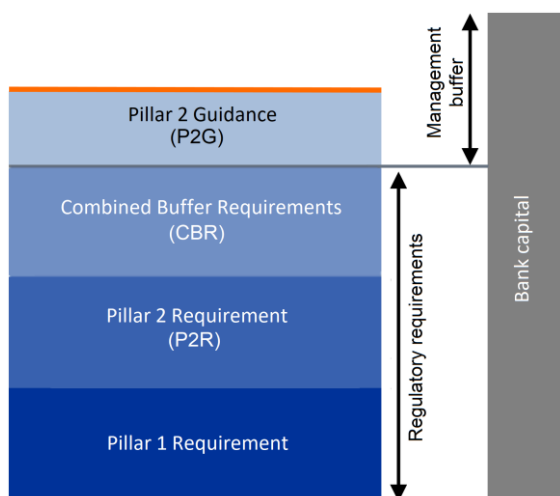 Pillar 2 Guidance
(P2G)
Combined Buffer Requirements
(CBR)
Pillar 2 Requirement
(P2R)
Pillar 1 Requirement
Management
buffer
Regulatory requirements
Bank capital